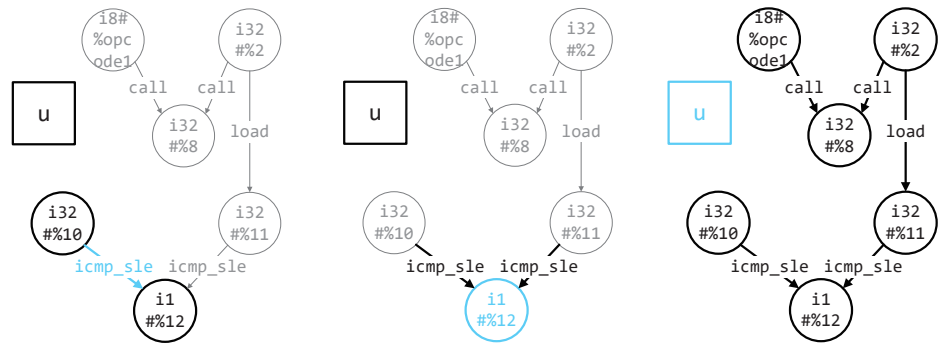 i8#
%opc
ode1
i32
#%2
call
call
u
i32
#%8
load
i32
#%10
i32
#%11
icmp_sle
icmp_sle
i1
#%12
i8#
%opc
ode1
i32
#%2
call
call
u
i32
#%8
load
i32
#%10
i32
#%11
icmp_sle
icmp_sle
i1
#%12
i8#
%opc
ode1
i32
#%2
call
call
u
i32
#%8
load
i32
#%10
i32
#%11
icmp_sle
icmp_sle
i1
#%12